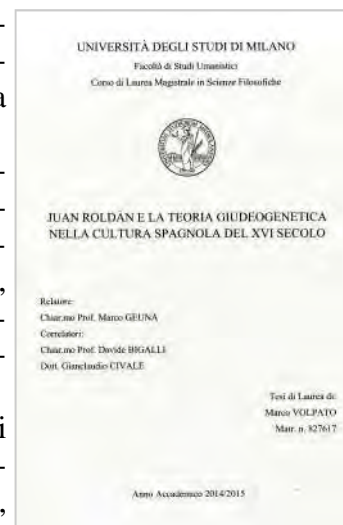 -
-
a
-
-
-
,
-
-
i
-
,
UNIVERSITÀ DEGLI STUDI DI MILANO
Facoltà di Studi Umanistici
Corso di Laurea Magistrale in Scienze Filosofiche
JUAN ROLDÁN E LA TEORIA GIUDEOGENETICA
NELLA CULTURA SPAGNOLA DEL XVI SECOLO
Relatore:
Chiar.mo Prof. Marco GEUNA
Correlatori:
Chiar.mo Prof. Davide BIGALLI
Dott. Gianclaudio CIVALE
Tesi di Laurea di:
Marco VOLPATO
Matr. n. 827617
Anno Accademico 2014/2015